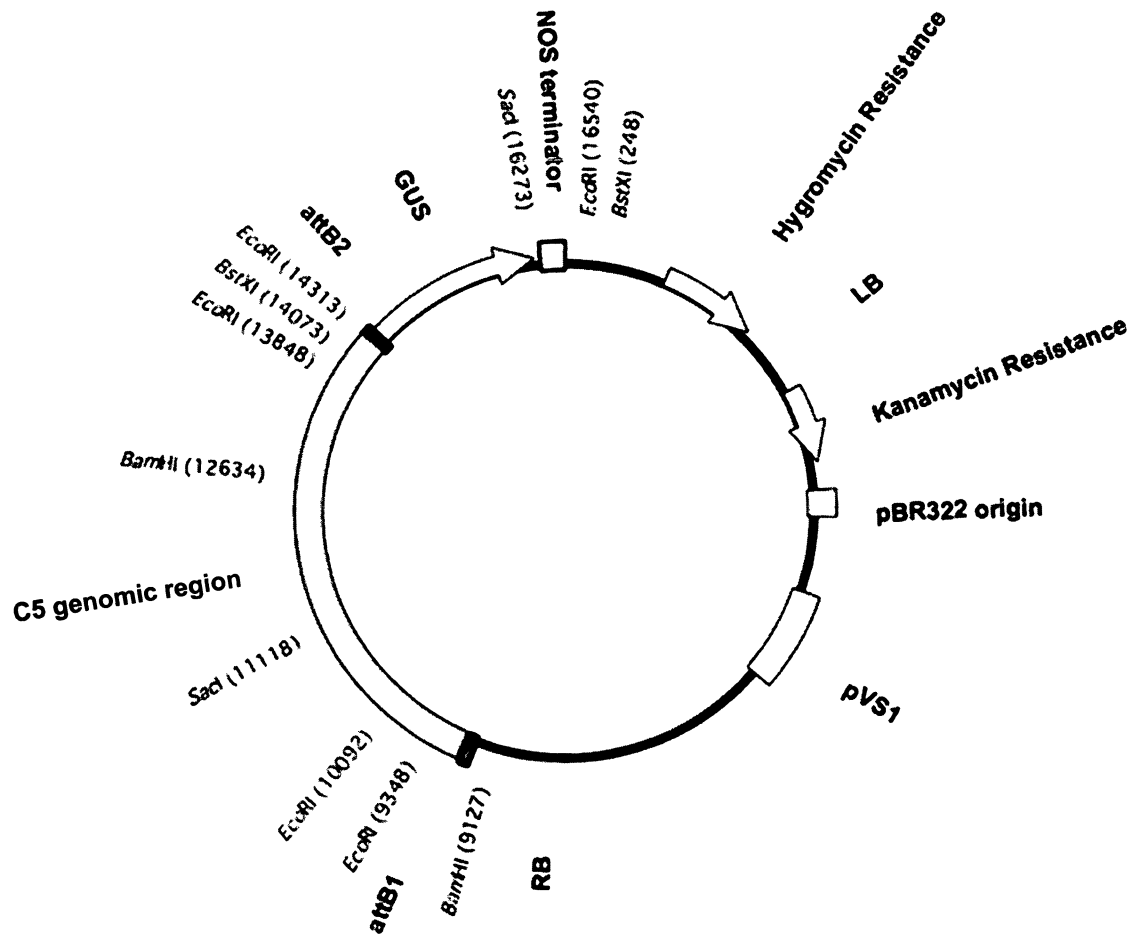 NOS terminator
SacI (16273)
EcoRI (16540)
BstXI (248)
Hygromycin Resistance
LB
Kanamycin Resistance
pBR322 origin
pVS1
RB
BamHI (9127)
attB1
EcoRI (9348)
EcoRI (10092)
SacI (11118)
C5 genomic region
BamHI (12634)
EcoRI (13848)
BstXI (14073)
EcoRI (14313)
attB2
GUS